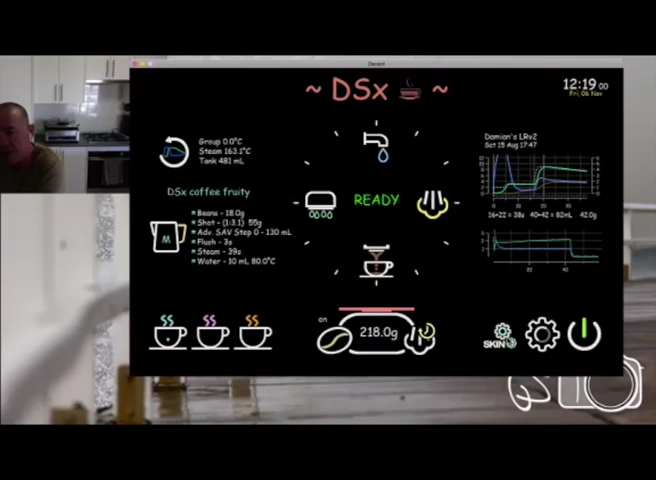 Decent
~ DSx ~
12:19 00
Fri, 06 Nov
Group 0.0°C
Steam 163.1°C
Tank 481 mL
DSx coffee fruity
Beans - 18.0g
Shot - (1:3.1) 55g
Adv. SAV Step 0 - 130 mL
Flush - 3s
Steam - 39s
Water - 10 mL 80.0°C
M
READY
Damian's LRv2
Sat 15 Aug 17:47
16+22 = 38s 40+42 = 82mL 42.0g
20 40
on
218.0g
SKIN